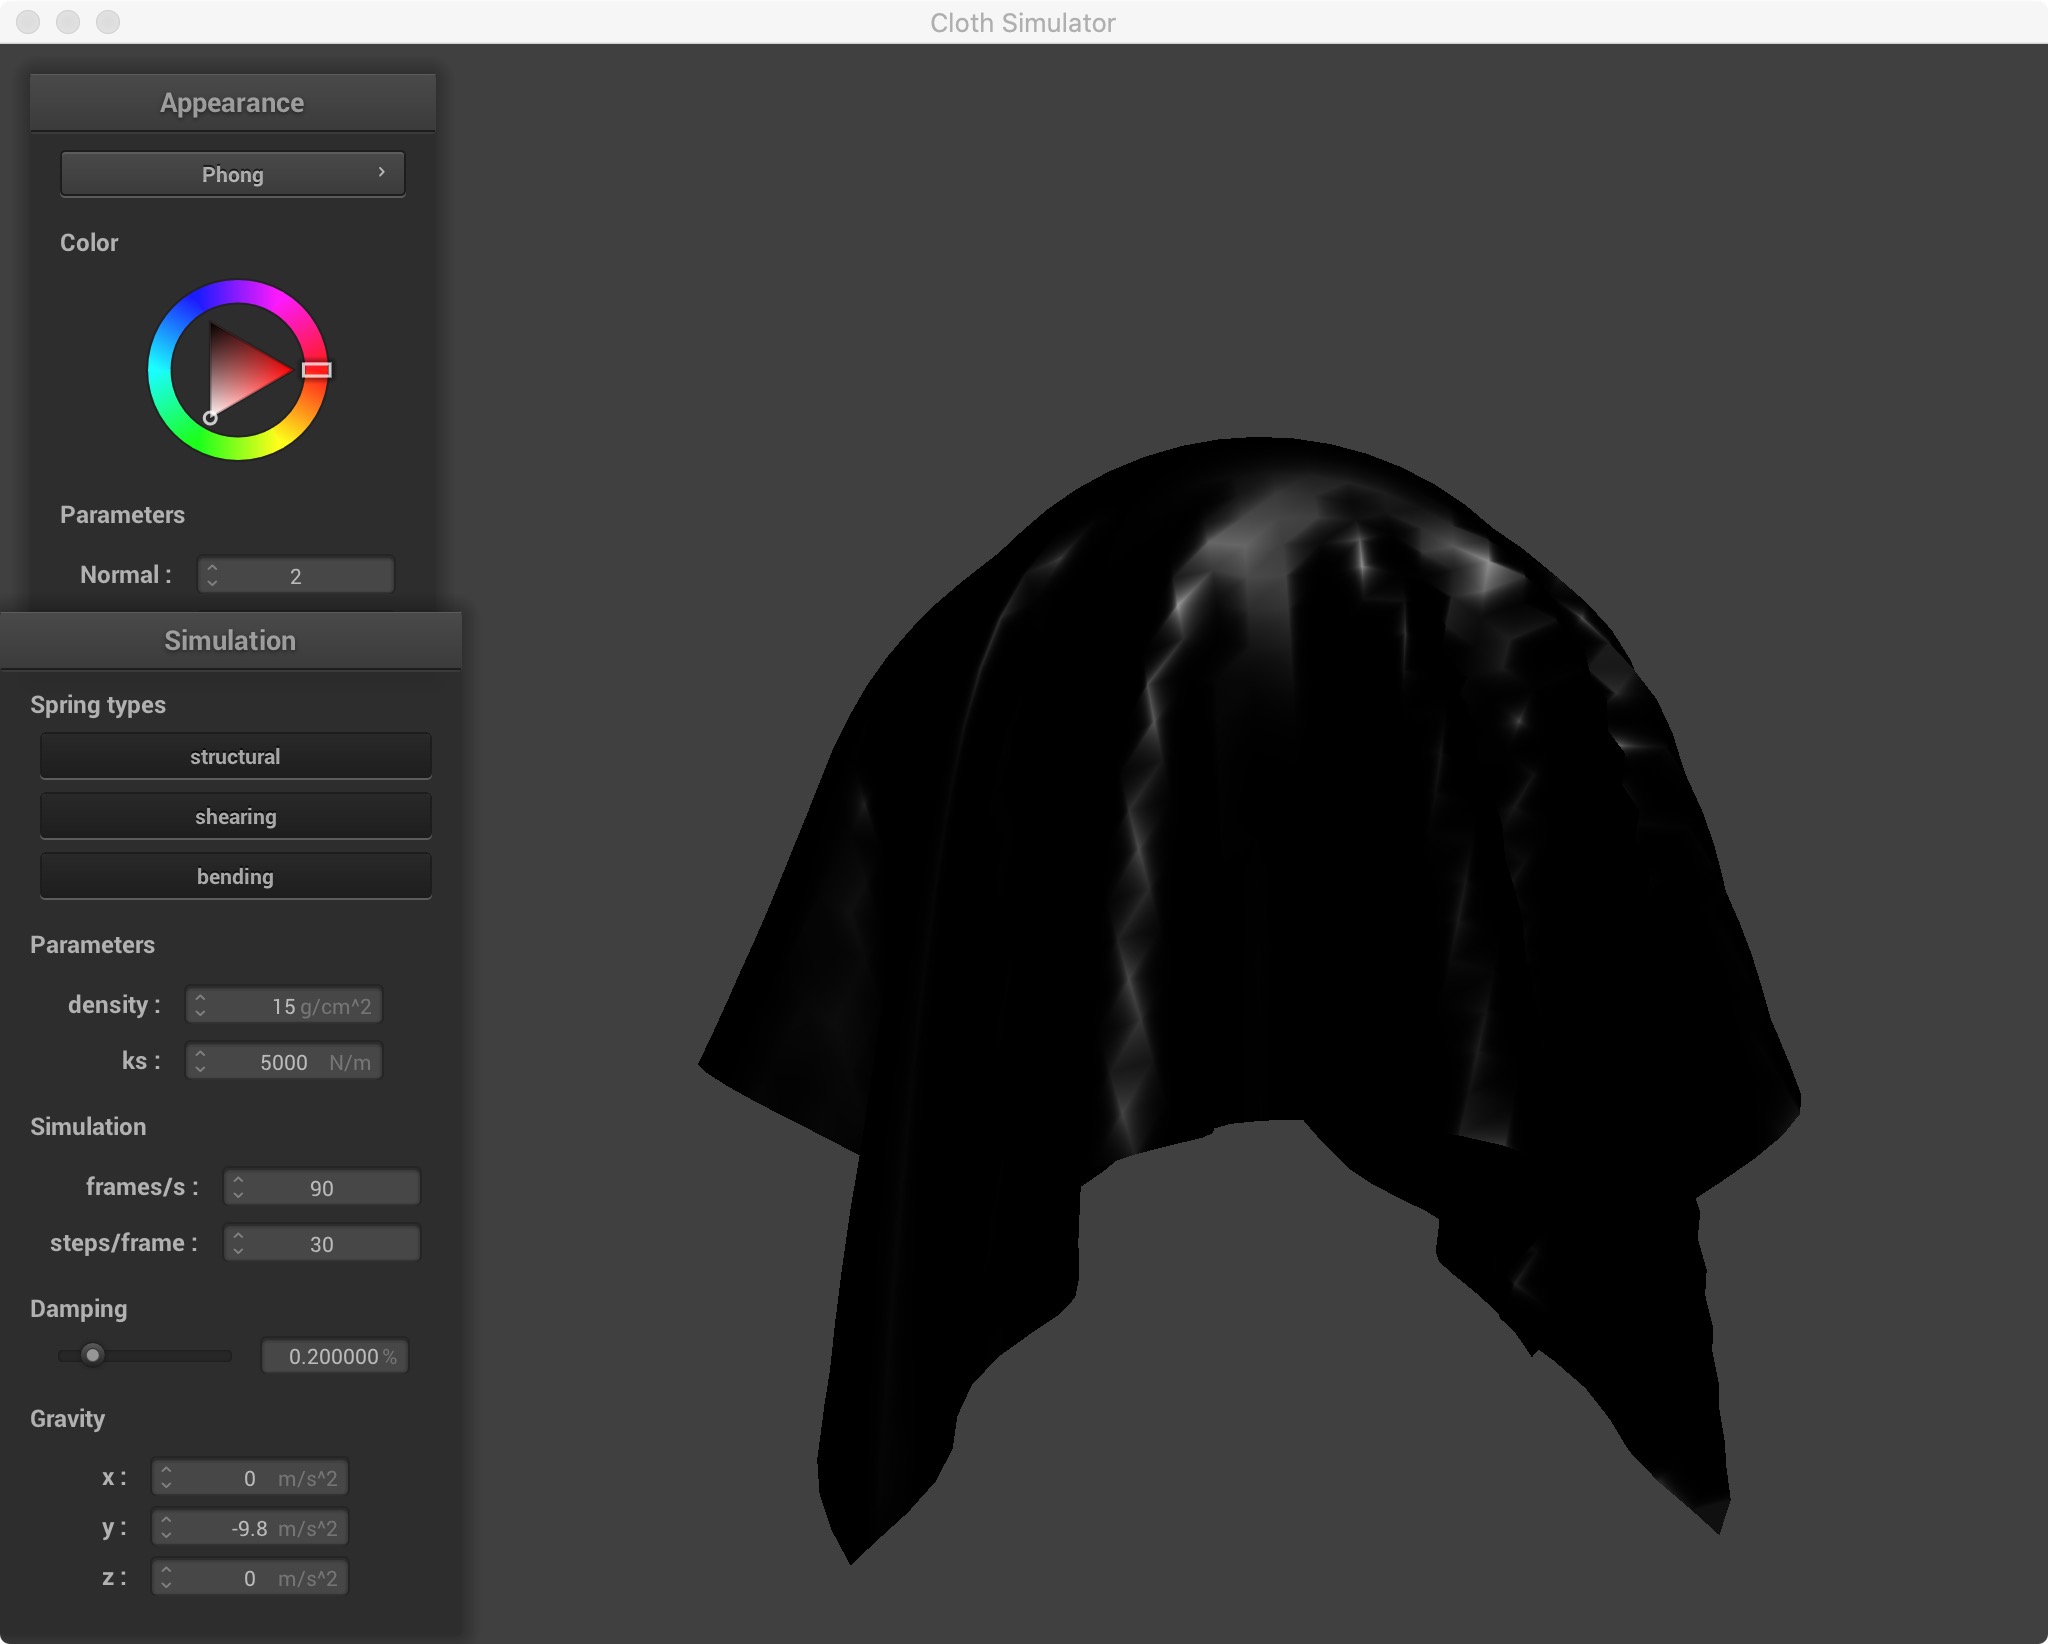 Cloth Simulator
Appearance
Phong
Color
Parameters
Normal : 2
Simulation
Spring types
structural
shearing
bending
Parameters
density : 15 g/cm^2
ks : 5000 N/m
Simulation
frames/s : 90
steps/frame : 30
Damping
0.200000 %
Gravity
x : 0 m/s^2
y : -9.8 m/s^2
z : 0 m/s^2